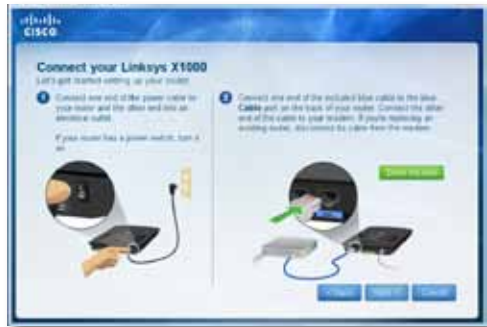 CISCO
Connect your Linksys X1000
Let's get started setting up your router.
1 Connect one end of the power cable to
your router and the other end into an
electrical outlet.
If your router has a power switch, turn it
on.
2 Connect one end of the included blue cable to the blue
Cable port on the back of your router. Connect the other
end of the cable to your modem. If you're replacing an
existing router, disconnect its cable from the modem.